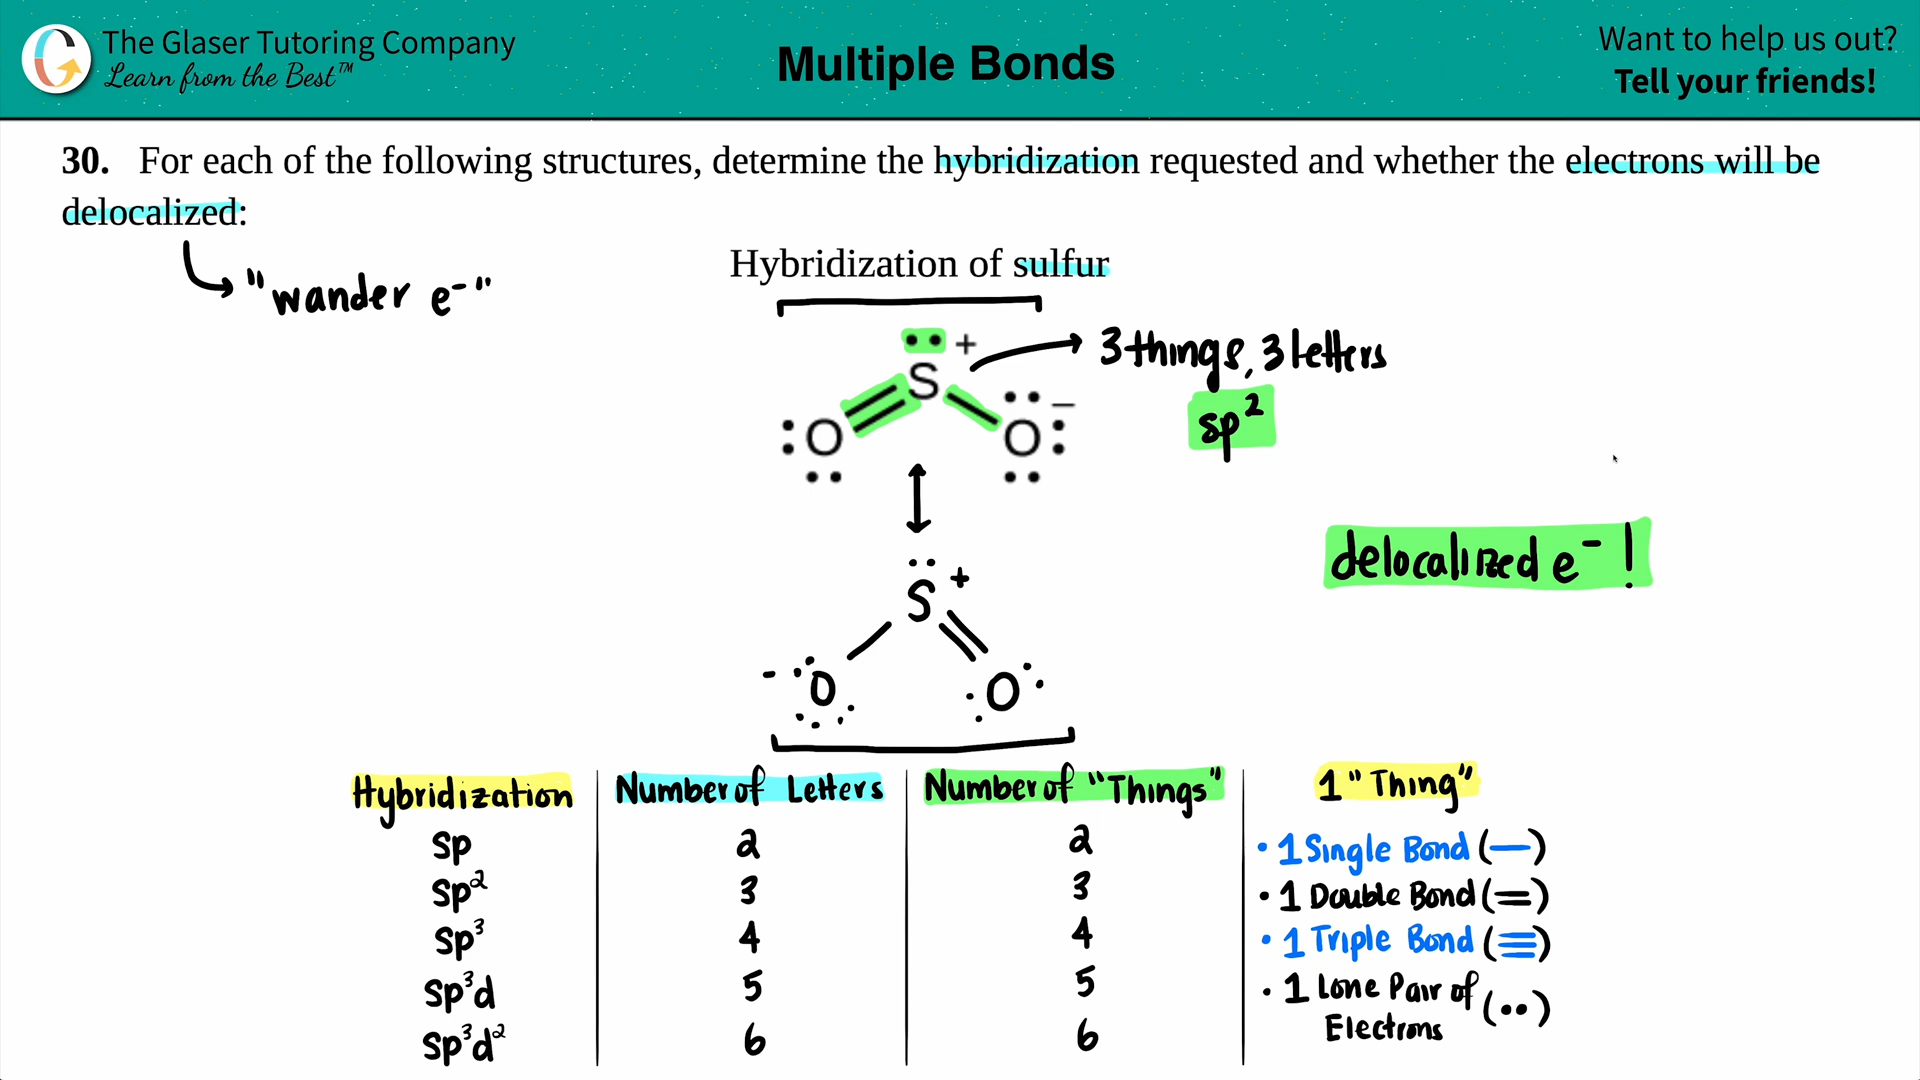 The Glaser Tutoring Company
Learn from the Best™
Multiple Bonds
Want to help us out?
Tell your friends!
30. For each of the following structures, determine the hybridization requested and whether the electrons will be
delocalized:
"wander e⁻"
Hybridization of sulfur
+
3 things, 3 letters
S
−
sp²
:O
O:
delocalized e⁻ !
S +
- O
O
Hybridization Number of Letters Number of "Things" 1 "Thing"
sp 2 2 • 1 Single Bond (—)
sp² 3 3 • 1 Double Bond (=)
sp³ 4 4 • 1 Triple Bond (≡)
sp³d 5 5 • 1 Lone Pair of
Electrons (••)
sp³d² 6 6